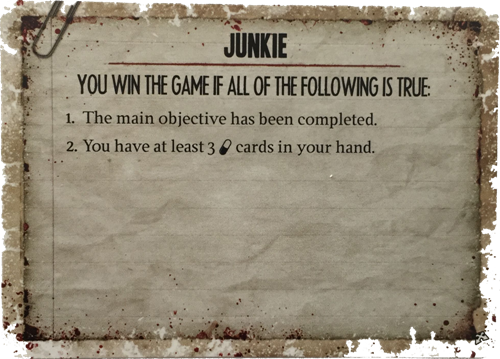 JUNKIE
YOU WIN THE GAME IF ALL OF THE FOLLOWING IS TRUE:
1. The main objective has been completed.
2. You have at least 3 cards in your hand.